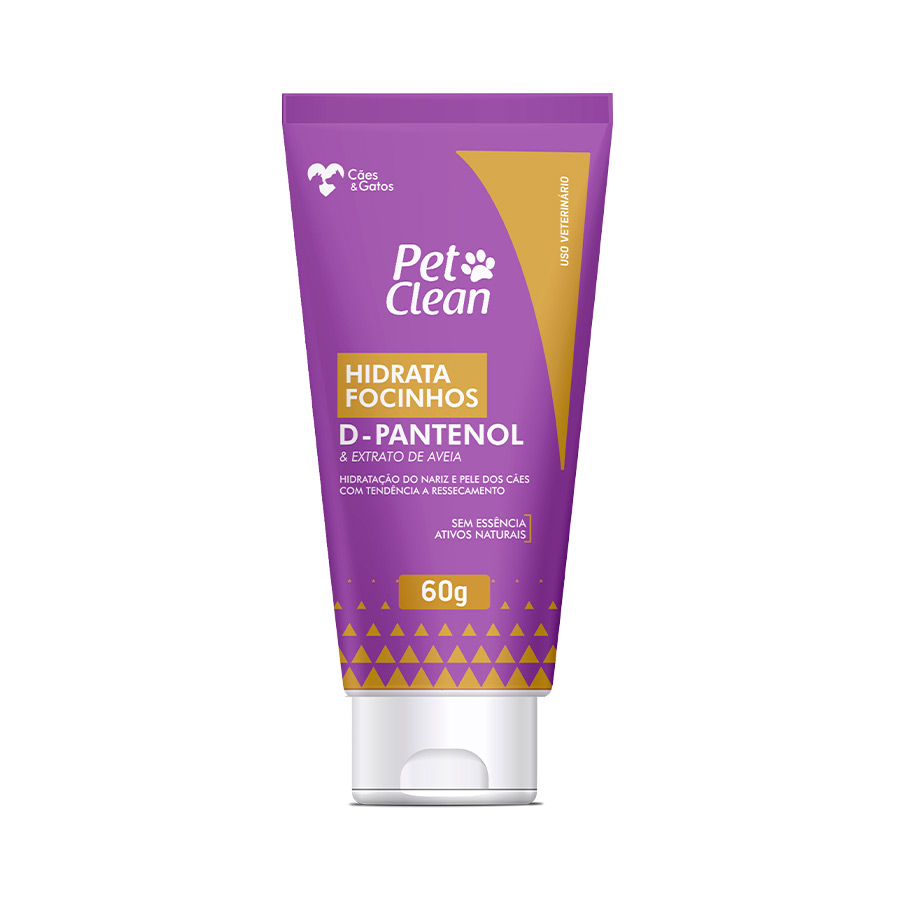 Cães
& Gatos
USO VETERINÁRIO
Pet
Clean
HIDRATA
FOCINHOS
D-PANTENOL
& EXTRATO DE AVEIA
HIDRATAÇÃO DO NARIZ E PELE DOS CÃES
COM TENDÊNCIA A RESSECAMENTO
SEM ESSÊNCIA
ATIVOS NATURAIS
60g